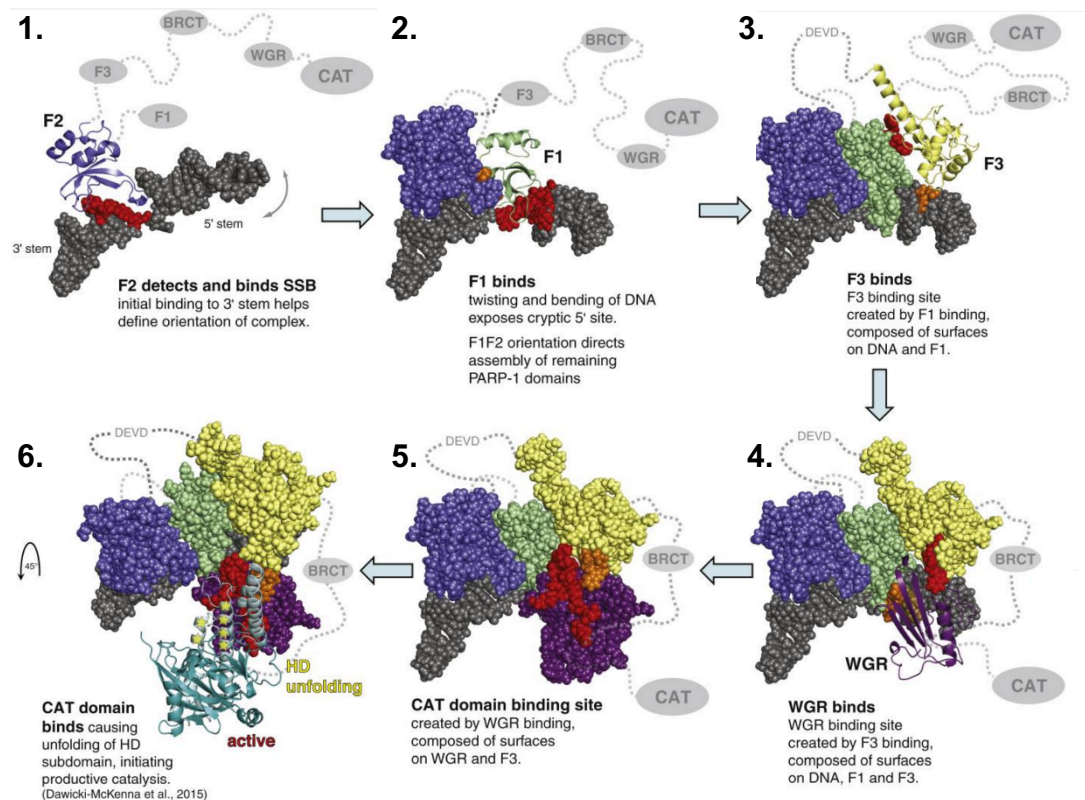 1.
BRCT
WGR
CAT
F3
F1
F2
5' stem
3' stem
F2 detects and binds SSB
initial binding to 3' stem helps
define orientation of complex.
2.
BRCT
F3
CAT
WGR
F1
F1 binds
twisting and bending of DNA
exposes cryptic 5' site.
F1F2 orientation directs
assembly of remaining
PARP-1 domains
3.
DEVD
WGR
CAT
BRCT
F3
F3 binds
F3 binding site
created by F1 binding,
composed of surfaces
on DNA and F1.
4.
DEVD
BRCT
WGR
CAT
WGR binds
WGR binding site
created by F3 binding,
composed of surfaces
on DNA, F1 and F3.
5.
DEVD
BRCT
CAT
CAT domain binding site
created by WGR binding,
composed of surfaces
on WGR and F3.
6.
DEVD
45°
BRCT
HD
unfolding
active
CAT domain
binds causing
unfolding of HD
subdomain, initiating
productive catalysis.
(Dawicki-McKenna et al., 2015)